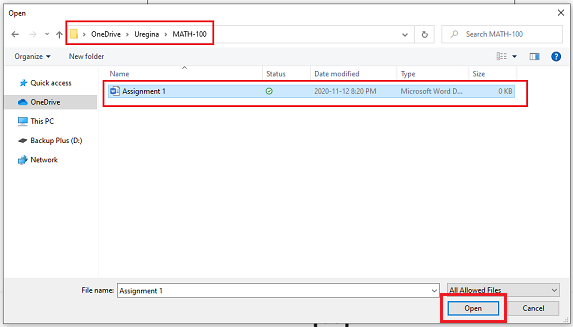 Open
OneDrive > Uregina > MATH-100
Search MATH-100
Organize
New folder
Name
Status
Date modified
Type
Size
Quick access
OneDrive
This PC
Backup Plus (D:)
Network
Assignment 1
2020-11-12 8:20 PM
Microsoft Word D...
0 KB
File name:
Assignment 1
All Allowed Files
Open
Cancel